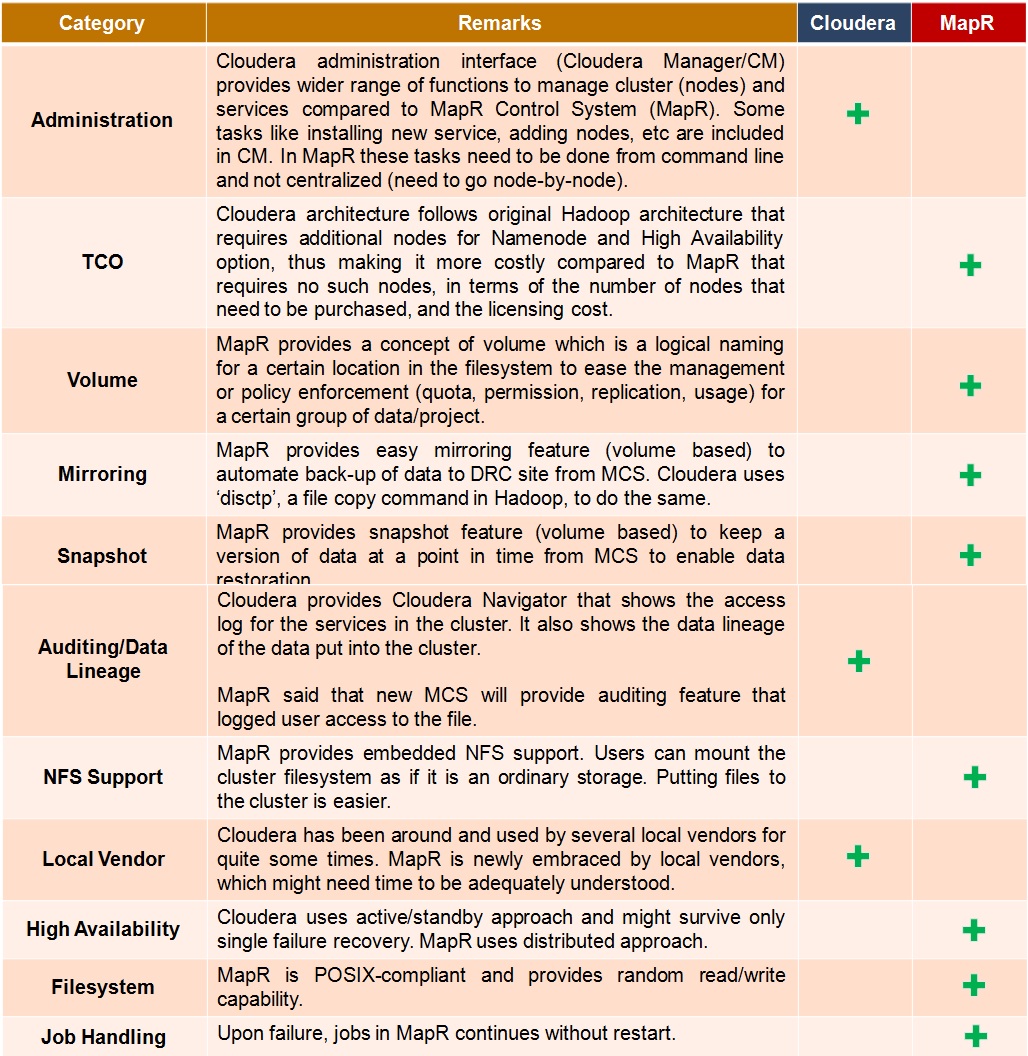 Category Remarks Cloudera MapR
Administration
Cloudera administration interface (Cloudera Manager/CM)
provides wider range of functions to manage cluster (nodes) and
services compared to MapR Control System (MapR). Some
tasks like installing new service, adding nodes, etc are included
in CM. In MapR these tasks need to be done from command line
and not centralized (need to go node-by-node).
TCO
Cloudera architecture follows original Hadoop architecture that
requires additional nodes for Namenode and High Availability
option, thus making it more costly compared to MapR that
requires no such nodes, in terms of the number of nodes that
need to be purchased, and the licensing cost.
Volume
MapR provides a concept of volume which is a logical naming
for a certain location in the filesystem to ease the management
or policy enforcement (quota, permission, replication, usage) for
a certain group of data/project.
Mirroring
MapR provides easy mirroring feature (volume based) to
automate back-up of data to DRC site from MCS. Cloudera uses
‘disctp’, a file copy command in Hadoop, to do the same.
Snapshot
MapR provides snapshot feature (volume based) to keep a
version of data at a point in time from MCS to enable data
restoration.
Auditing/Data
Lineage
Cloudera provides Cloudera Navigator that shows the access
log for the services in the cluster. It also shows the data lineage
of the data put into the cluster.
MapR said that new MCS will provide auditing feature that
logged user access to the file.
NFS Support
MapR provides embedded NFS support. Users can mount the
cluster filesystem as if it is an ordinary storage. Putting files to
the cluster is easier.
Local Vendor
Cloudera has been around and used by several local vendors for
quite some times. MapR is newly embraced by local vendors,
which might need time to be adequately understood.
High Availability
Cloudera uses active/standby approach and might survive only
single failure recovery. MapR uses distributed approach.
Filesystem
MapR is POSIX-compliant and provides random read/write
capability.
Job Handling
Upon failure, jobs in MapR continues without restart.